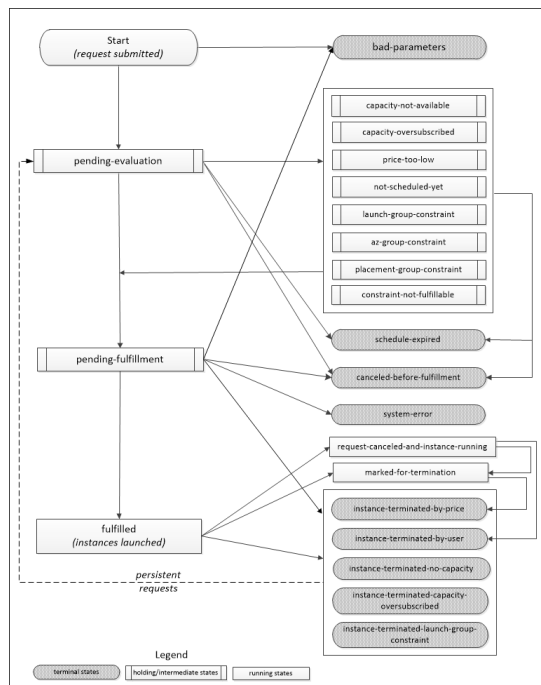 Start
(request submitted)
bad-parameters
capacity-not-available
capacity-oversubscribed
pending-evaluation
price-too-low
not-scheduled-yet
launch-group-constraint
az-group-constraint
placement-group-constraint
constraint-not-fulfillable
schedule-expired
pending-fulfillment
canceled-before-fulfillment
system-error
request-canceled-and-instance-running
marked-for-termination
instance-terminated-by-price
fulfilled
(instances launched)
instance-terminated-by-user
instance-terminated-no-capacity
persistent
requests
instance-terminated-capacity-
oversubscribed
instance-terminated-launch-group-
constraint
Legend
terminal states
holding/intermediate states
running states